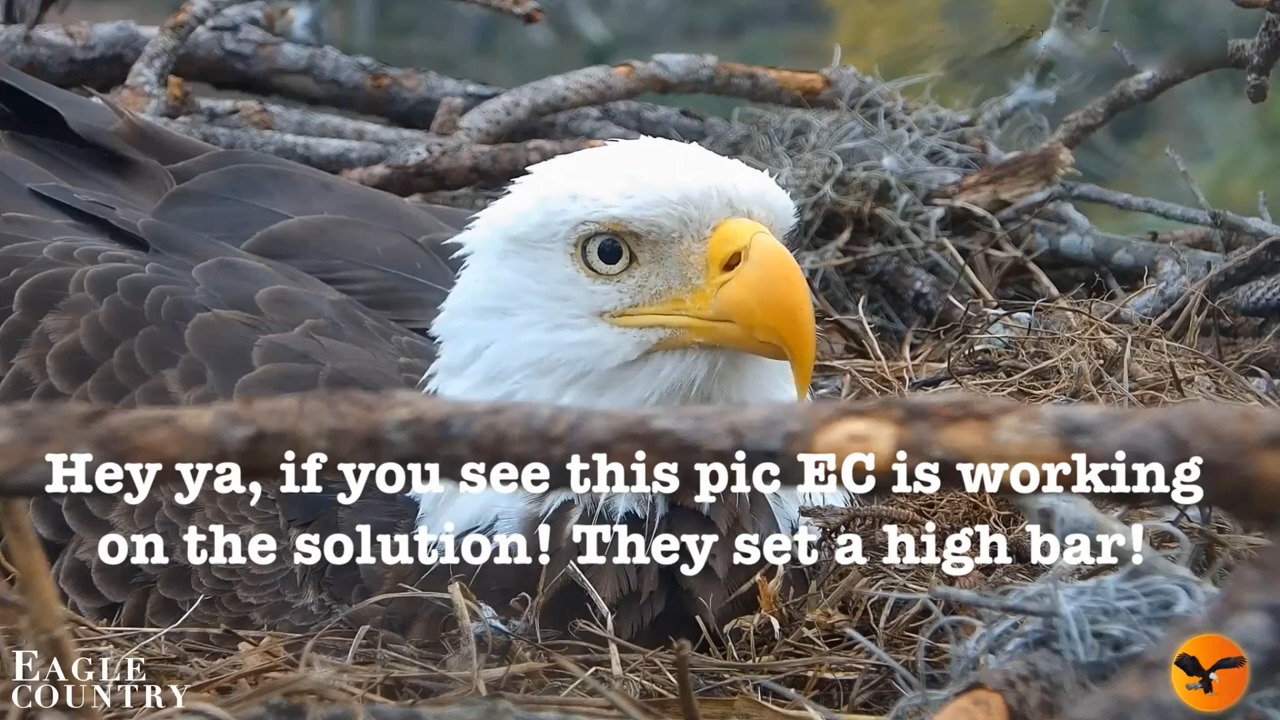 Hey ya, if you see this pic EC is working
on the solution! They set a high bar!
EAGLE
COUNTRY